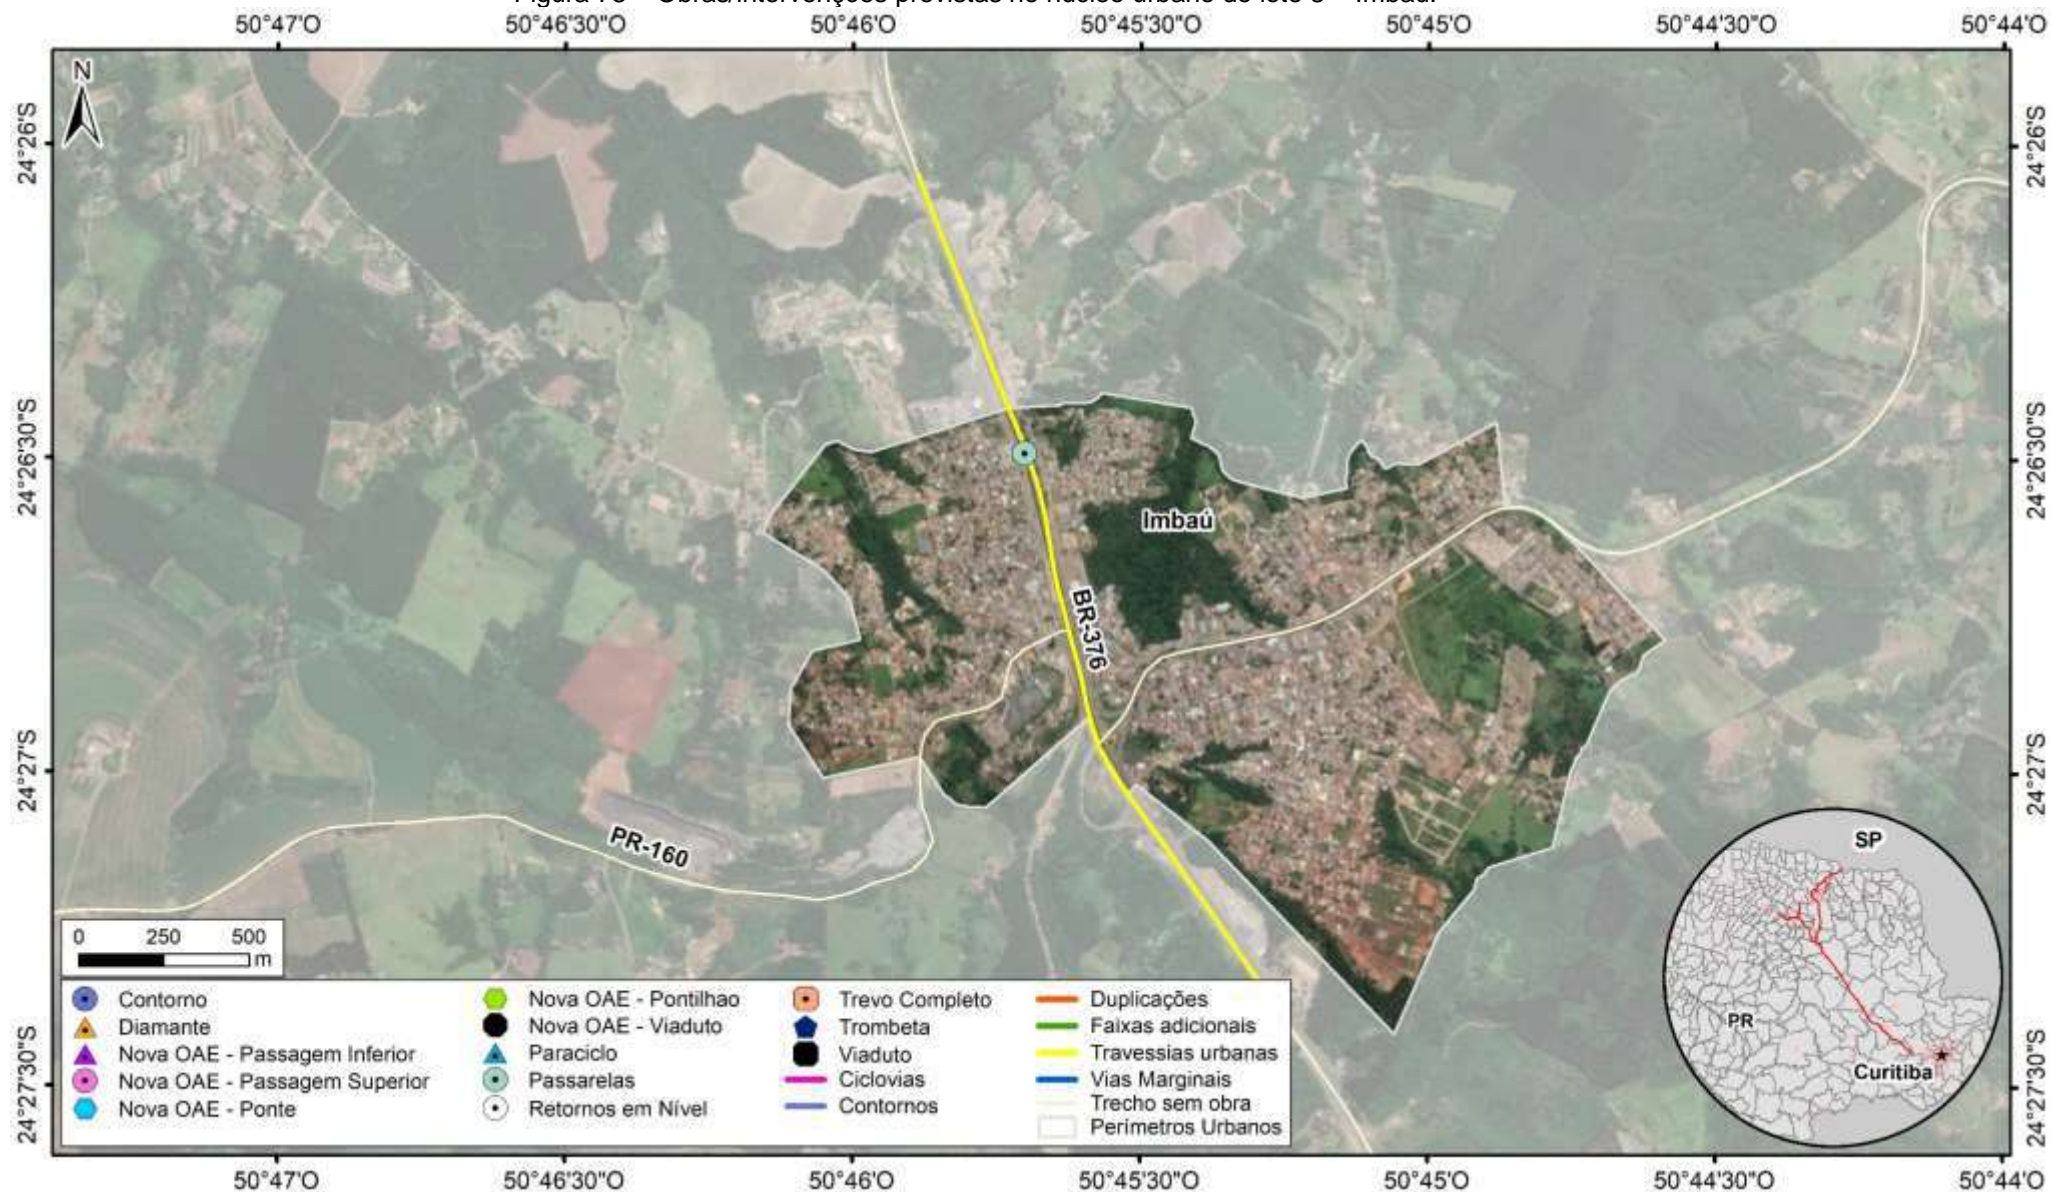 50°47'O 50°46'30"O 50°46'O 50°45'30"O 50°45'O 50°44'30"O 50°44'O
N
24°26'S 24°26'S
24°26'30"S 24°26'30"S
Imbaú
BR-376
24°27'S 24°27'S
PR-160
SP
PR
Curitiba
0 250 500
m
Contorno
Diamante
Nova OAE - Passagem Inferior
Nova OAE - Passagem Superior
Nova OAE - Ponte
Nova OAE - Pontilhao
Nova OAE - Viaduto
Paraciclo
Passarelas
Retornos em Nível
Trevo Completo
Trombeta
Viaduto
Ciclovias
Contornos
Duplicações
Faixas adicionais
Travessias urbanas
Vias Marginais
Trecho sem obra
Perímetros Urbanos
24°27'30"S 24°27'30"S
50°47'O 50°46'30"O 50°46'O 50°45'30"O 50°45'O 50°44'30"O 50°44'O